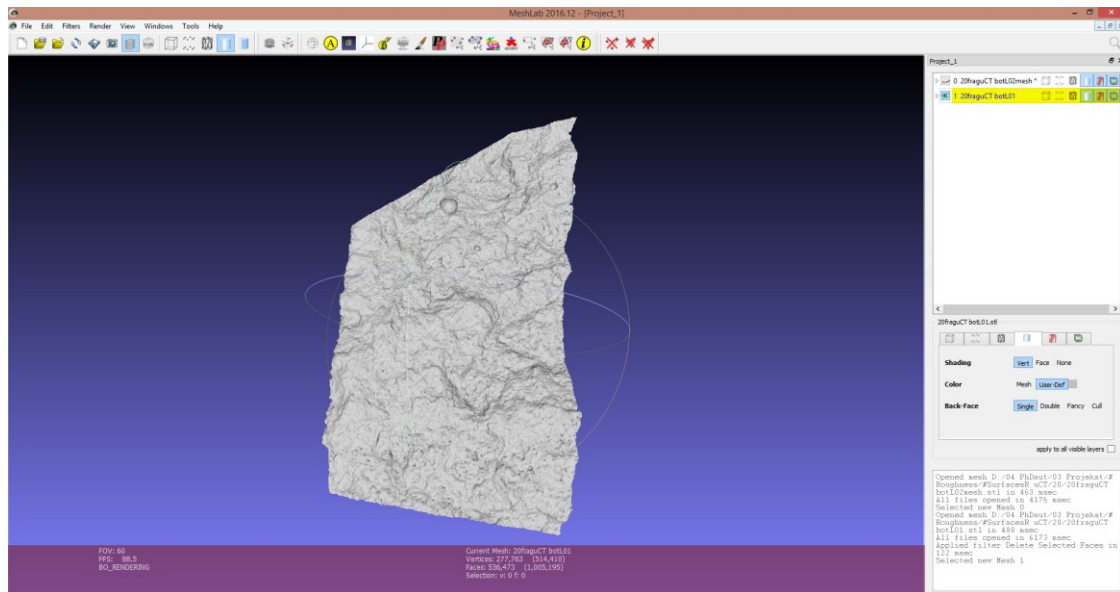 MeshLab 2016.12 - [Project_1]
File Edit Filters Render View Windows Tools Help
Project_1
0 20fraguCT botL02mesh *
1 20fraguCT botL01
20fraguCT botL01.stl
Shading Vert Face None
Color Mesh User-Def
Back-Face Single Double Fancy Cull
apply to all visible layers
Opened mesh D:/04 PhDaut/03 Projekat/#
Roughness/#SurfacesR uCT/20/20fraguCT
botL02mesh stl in 463 msec
All files opened in 4176 msec
Selected new Mesh 0
Opened mesh D:/04 PhDaut/03 Projekat/#
Roughness/#SurfacesR uCT/20/20fraguCT
botL01 stl in 480 msec
All files opened in 6173 msec
Applied filter Delete Selected Faces in
122 msec
Selected new Mesh 1
FOV: 60
FPS: 88.5
BO_RENDERING
Current Mesh: 20fraguCT botL01
Vertices: 277,763 (514,410)
Faces: 536,473 (1,005,195)
Selection: v: 0 f: 0